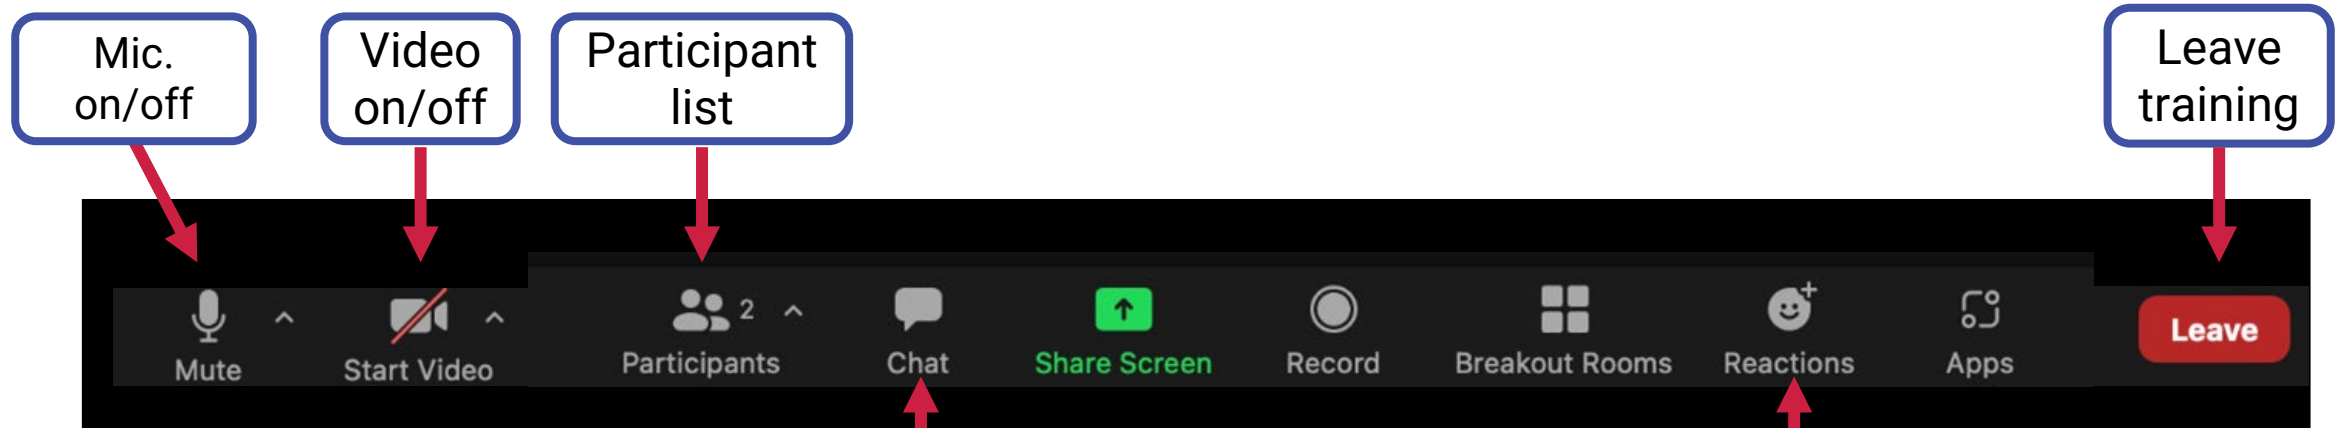 Mic.
on/off
Video
on/off
Participant
list
Leave
training
2
Mute
Start Video
Participants
Chat
Share Screen
Record
Breakout Rooms
Reactions
Apps
Leave